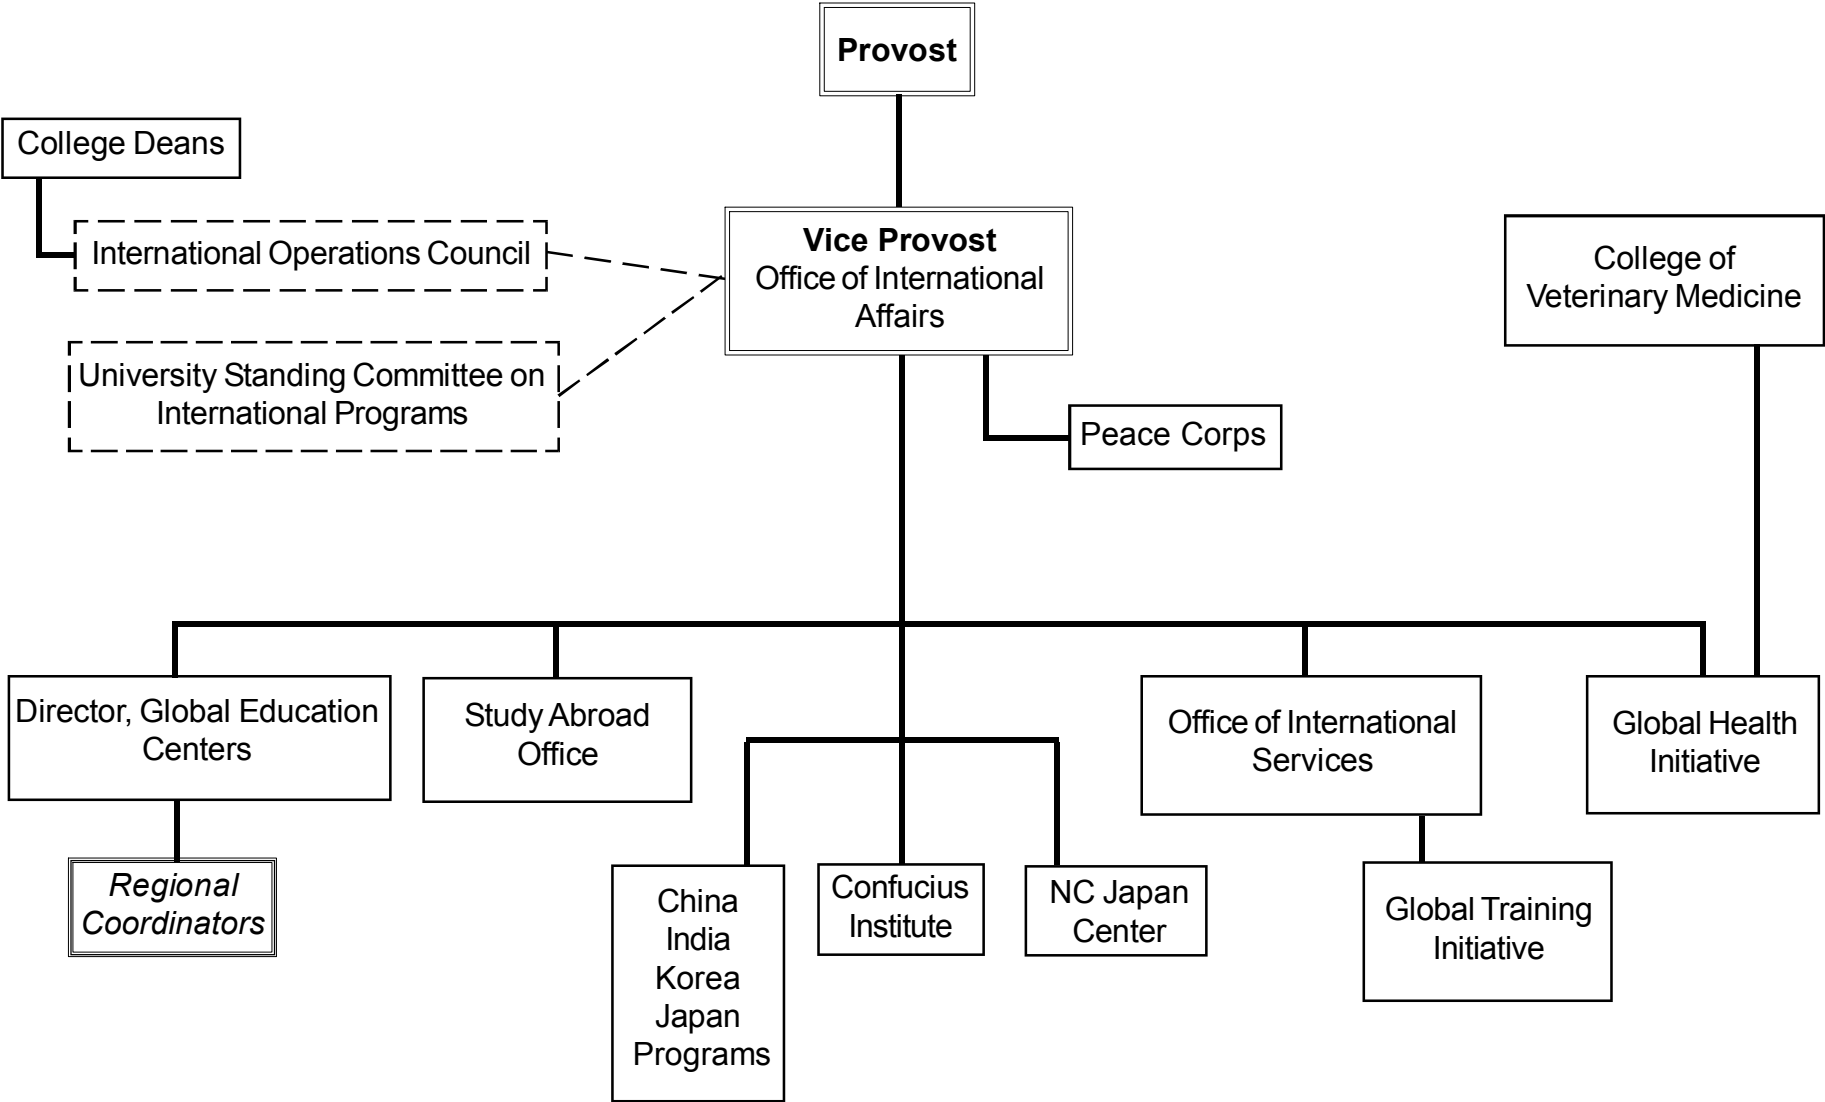 Provost
College Deans
International Operations Council
Vice Provost
Office of International
Affairs
College of
Veterinary Medicine
University Standing Committee on
International Programs
Peace Corps
Director, Global Education
Centers
Study Abroad
Office
Office of International
Services
Global Health
Initiative
Regional
Coordinators
China
India
Korea
Japan
Programs
Confucius
Institute
NC Japan
Center
Global Training
Initiative